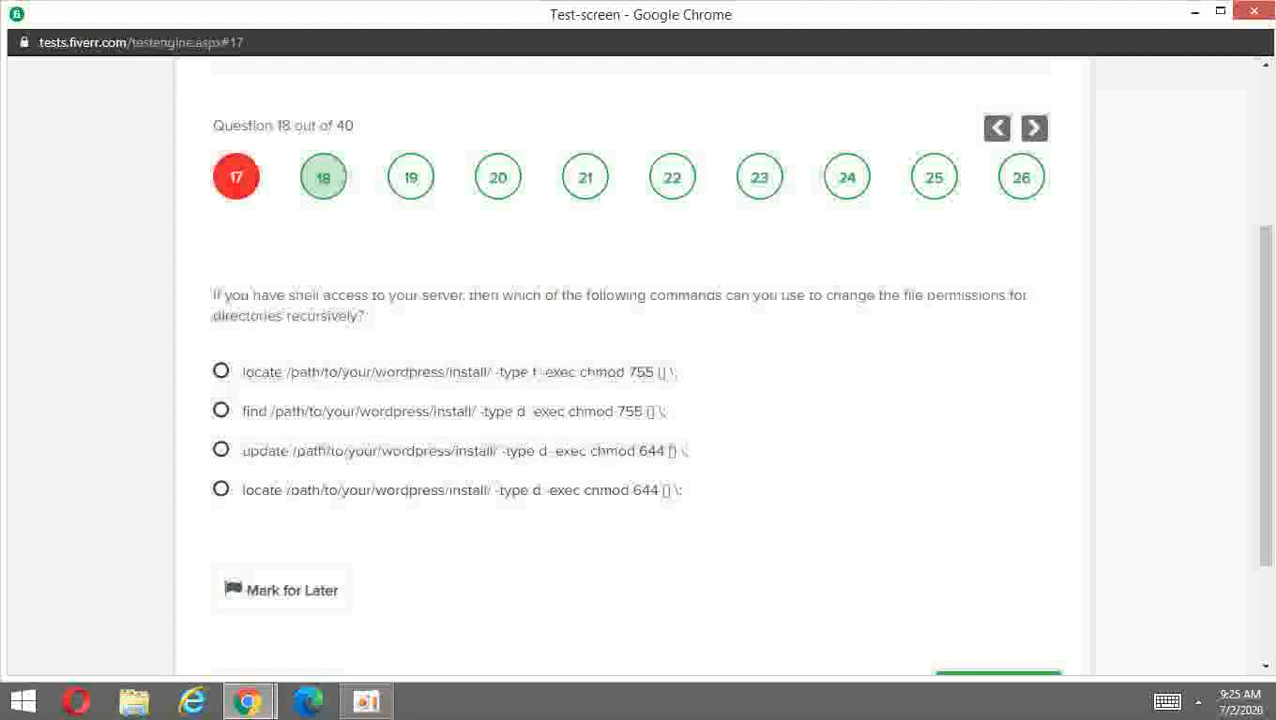 Test-screen - Google Chrome
tests.fiverr.com/testengine.aspx#17
Question 18 out of 40
17 18 19 20 21 22 23 24 25 26
If you have shell access to your server, then which of the following commands can you use to change the file permissions for
directories recursively?
locate /path/to/your/wordpress/install/ -type f -exec chmod 755 {} \;
find /path/to/your/wordpress/install/ -type d -exec chmod 755 {} \;
update /path/to/your/wordpress/install/ -type d -exec chmod 644 {} \;
locate /path/to/your/wordpress/install/ -type d -exec chmod 644 {} \;
Mark for Later
9:25 AM
7/2/2020